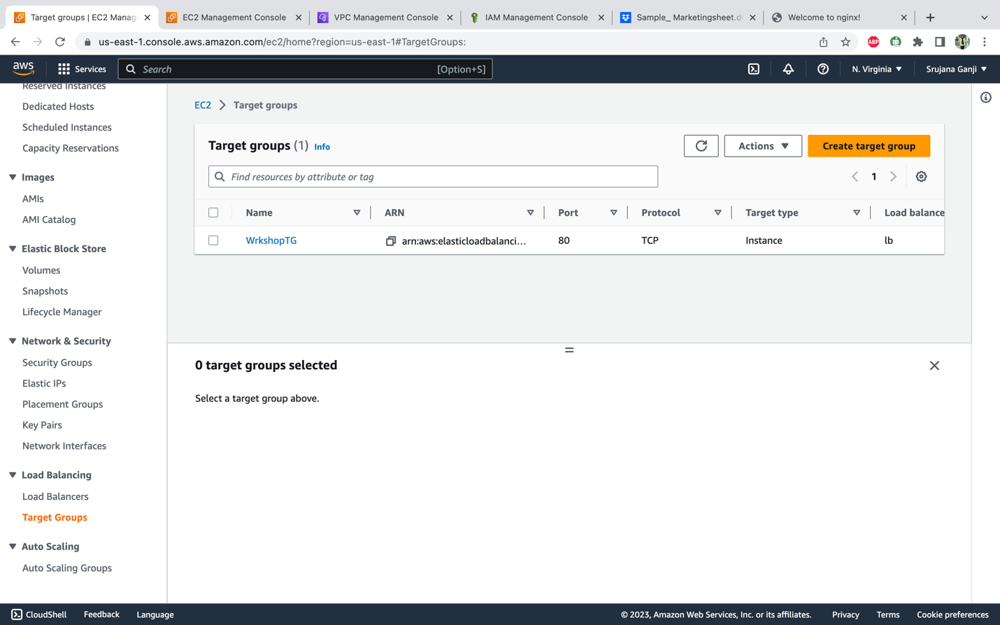 Target groups | EC2 Manag
EC2 Management Console
VPC Management Console
IAM Management Console
Sample_ Marketingsheet.do
Welcome to nginx!
us-east-1.console.aws.amazon.com/ec2/home?region=us-east-1#TargetGroups:
ABP
aws
Services
Search
[Option+S]
N. Virginia
Srujana Ganji
Reserved Instances
Dedicated Hosts
Scheduled Instances
Capacity Reservations
Images
AMIs
AMI Catalog
Elastic Block Store
Volumes
Snapshots
Lifecycle Manager
Network & Security
Security Groups
Elastic IPs
Placement Groups
Key Pairs
Network Interfaces
Load Balancing
Load Balancers
Target Groups
Auto Scaling
Auto Scaling Groups
EC2 > Target groups
Target groups (1) Info
Actions
Create target group
Find resources by attribute or tag
1
Name ARN Port Protocol Target type Load balance
WrkshopTG arn:aws:elasticloadbalanci... 80 TCP Instance lb
0 target groups selected
Select a target group above.
CloudShell Feedback Language
© 2023, Amazon Web Services, Inc. or its affiliates. Privacy Terms Cookie preferences